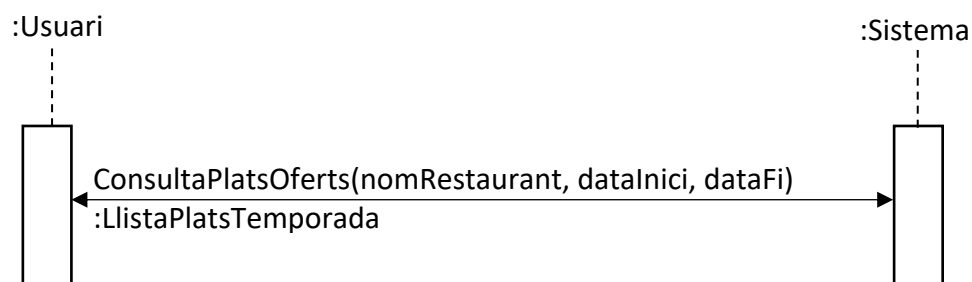 :Usuari
:Sistema
ConsultaPlatsOferts(nomRestaurant, dataInici, dataFi)
:LlistaPlatsTemporada